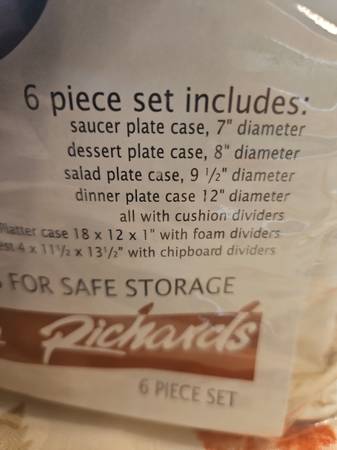 6 piece set includes:
saucer plate case, 7" diameter
dessert plate case, 8" diameter
salad plate case, 9 1/2" diameter
dinner plate case 12" diameter
all with cushion dividers
Platter case 18 x 12 x 1" with foam dividers
est 4 x 11 1/2 x 13 1/2" with chipboard dividers
FOR SAFE STORAGE
Richards
6 PIECE SET